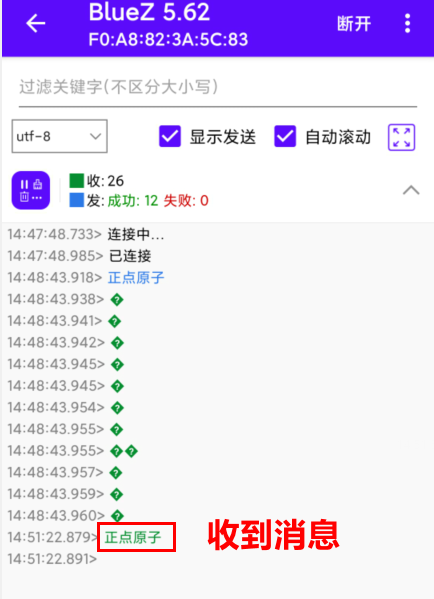 BlueZ 5.62
F0:A8:82:3A:5C:83
断开
过滤关键字(不区分大小写)
utf-8
显示发送
自动滚动
收: 26
发: 成功: 12 失败: 0
14:47:48.733> 连接中...
14:47:48.985> 已连接
14:48:43.918> 正点原子
14:48:43.938> �
14:48:43.941> �
14:48:43.942> �
14:48:43.945> �
14:48:43.945> �
14:48:43.954> �
14:48:43.955> �
14:48:43.955> ��
14:48:43.957> �
14:48:43.959> �
14:48:43.960> �
14:51:22.879> 正点原子
收到消息
14:51:22.891>